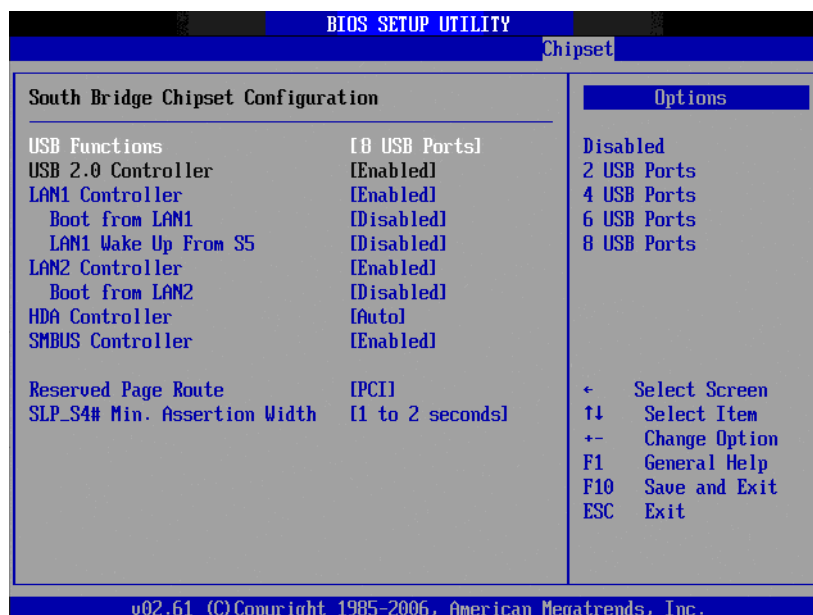 BIOS SETUP UTILITY
Chipset
South Bridge Chipset Configuration
USB Functions [8 USB Ports]
USB 2.0 Controller [Enabled]
LAN1 Controller [Enabled]
Boot from LAN1 [Disabled]
LAN1 Wake Up From S5 [Disabled]
LAN2 Controller [Enabled]
Boot from LAN2 [Disabled]
HDA Controller [Auto]
SMBUS Controller [Enabled]
Reserved Page Route [PCI]
SLP_S4# Min. Assertion Width [1 to 2 seconds]
Options
Disabled
2 USB Ports
4 USB Ports
6 USB Ports
8 USB Ports
← Select Screen
↑↓ Select Item
+- Change Option
F1 General Help
F10 Save and Exit
ESC Exit
v02.61 (C)Copyright 1985-2006, American Megatrends, Inc.